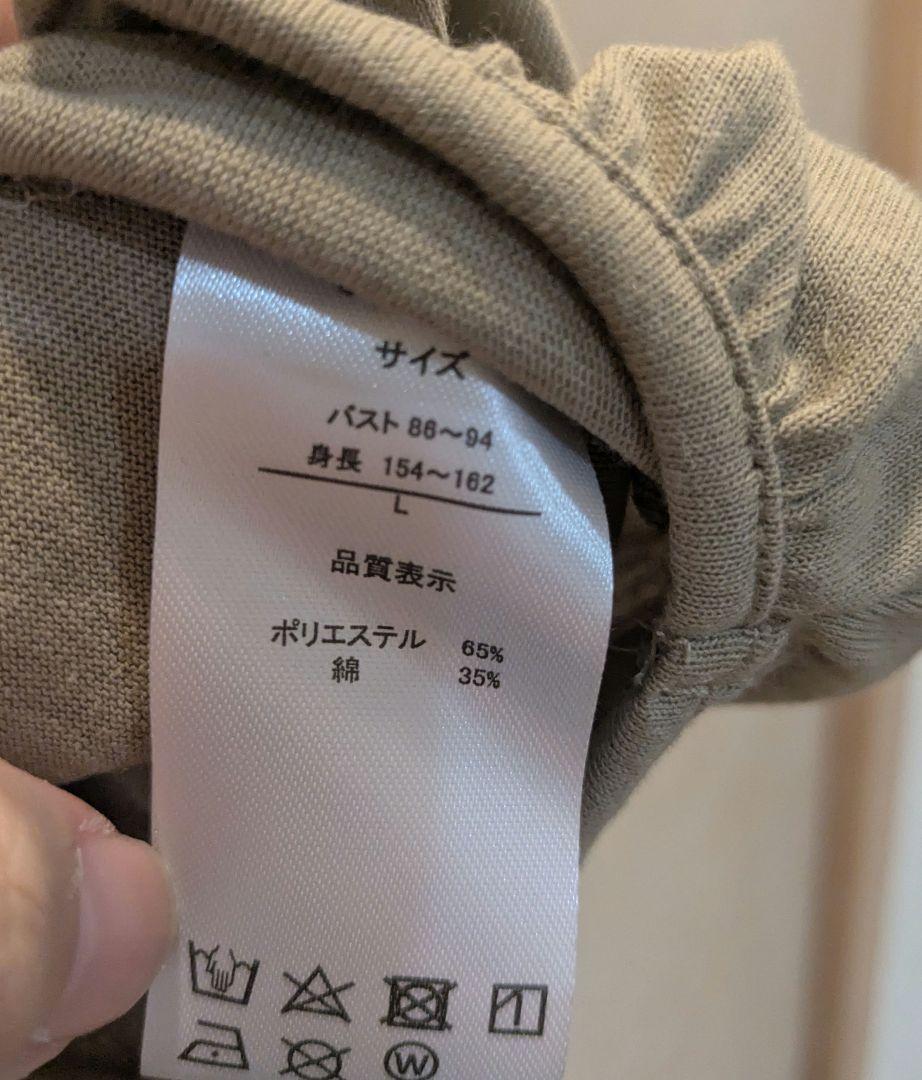 サイズ
バスト 86～94
身長 154～162
L
品質表示
ポリエステル 65%
綿 35%
W